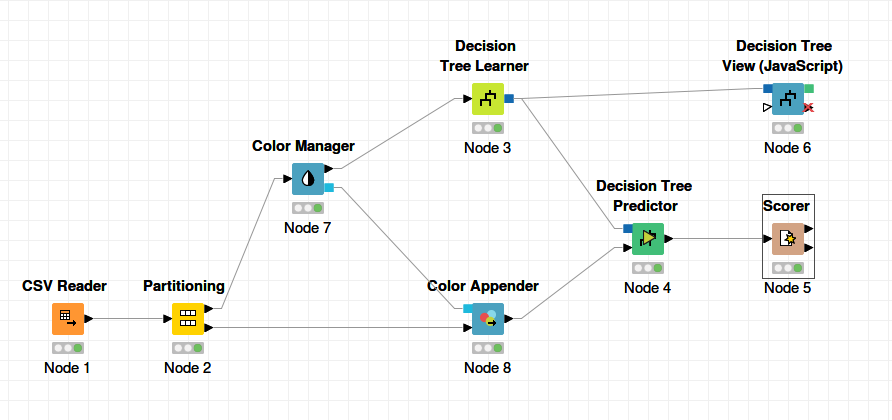 Decision
Tree Learner
Node 3
Decision Tree
View (JavaScript)
Node 6
Color Manager
Node 7
Decision Tree
Predictor
Node 4
Scorer
Node 5
CSV Reader
Node 1
Partitioning
Node 2
Color Appender
Node 8